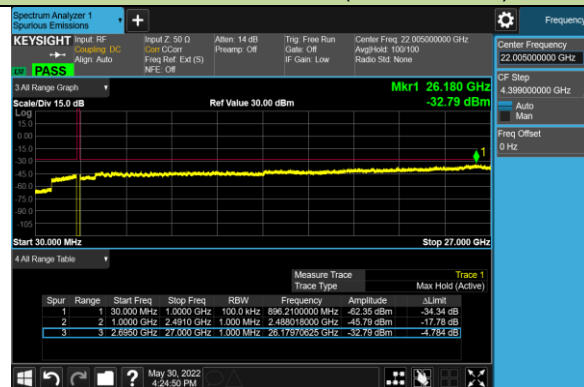 Spectrum Analyzer 1
Spurious Emissions
Frequency
KEYSIGHT
Input: RF
Coupling: DC
Align: Auto
Input Z: 50 Ω
Corr CCorr
Freq Ref: Ext (S)
NFE: Off
Atten: 14 dB
Preamp: Off
Trig: Free Run
Gate: Off
IF Gain: Low
Center Freq: 22.005000000 GHz
Avg|Hold: 100/100
Radio Std: None
PASS
Center Frequency
22.005000000 GHz
CF Step
4.399000000 GHz
Auto
Man
Freq Offset
0 Hz
3 All Range Graph
Mkr1 26.180 GHz
Scale/Div 15.0 dB
Ref Value 30.00 dBm
-32.79 dBm
Log
15.0
0.00
-15.0
-30.0
-45.0
-60.0
-75.0
-90.0
-105
1
Start 30.000 MHz
Stop 27.000 GHz
4 All Range Table
Measure Trace Trace 1
Trace Type Max Hold (Active)
Spur Range Start Freq Stop Freq RBW Frequency Amplitude ΔLimit
1 1 30.000 MHz 1.0000 GHz 100.0 kHz 896.2100000 MHz -62.35 dBm -34.34 dB
2 2 1.0000 GHz 2.4910 GHz 1.000 MHz 2.488018000 GHz -45.79 dBm -17.78 dB
3 3 2.6950 GHz 27.000 GHz 1.000 MHz 26.17970625 GHz -32.79 dBm -4.784 dB
May 30, 2022
4:24:50 PM